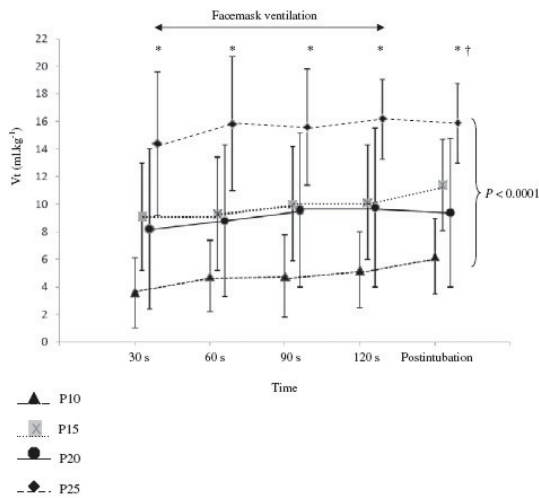 Facemask ventilation
* * * * * †
22
20
18
16
14
12
10
8
6
4
2
0
Vt (ml.kg⁻¹)
P < 0.0001
30 s 60 s 90 s 120 s Postintubation
Time
P10
P15
P20
P25